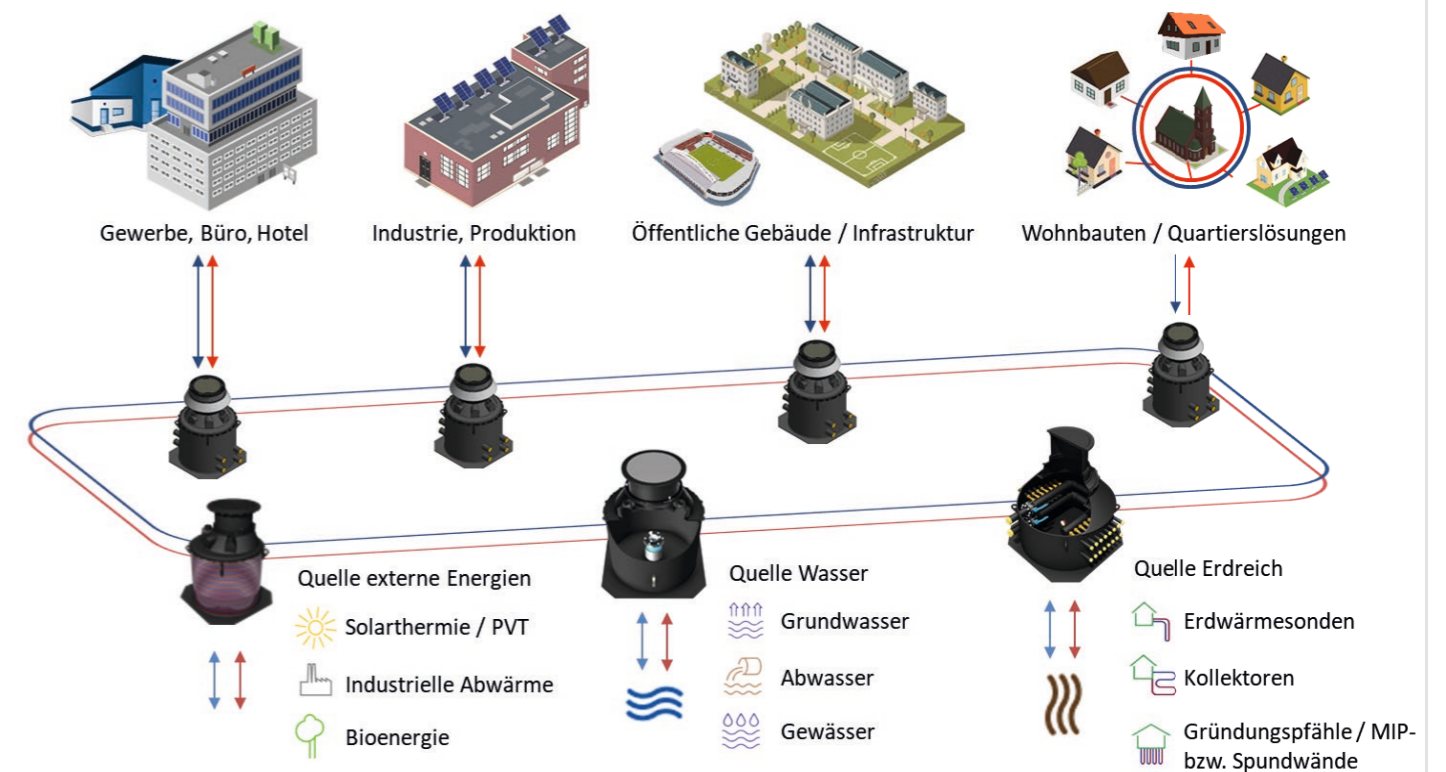 Gewerbe, Büro, Hotel
Industrie, Produktion
Öffentliche Gebäude / Infrastruktur
Wohnbauten / Quartierslösungen
Quelle externe Energien
Solarthermie / PVT
Industrielle Abwärme
Bioenergie
Quelle Wasser
Grundwasser
Abwasser
Gewässer
Quelle Erdreich
Erdwärmesonden
Kollektoren
Gründungspfähle / MIP-
bzw. Spundwände